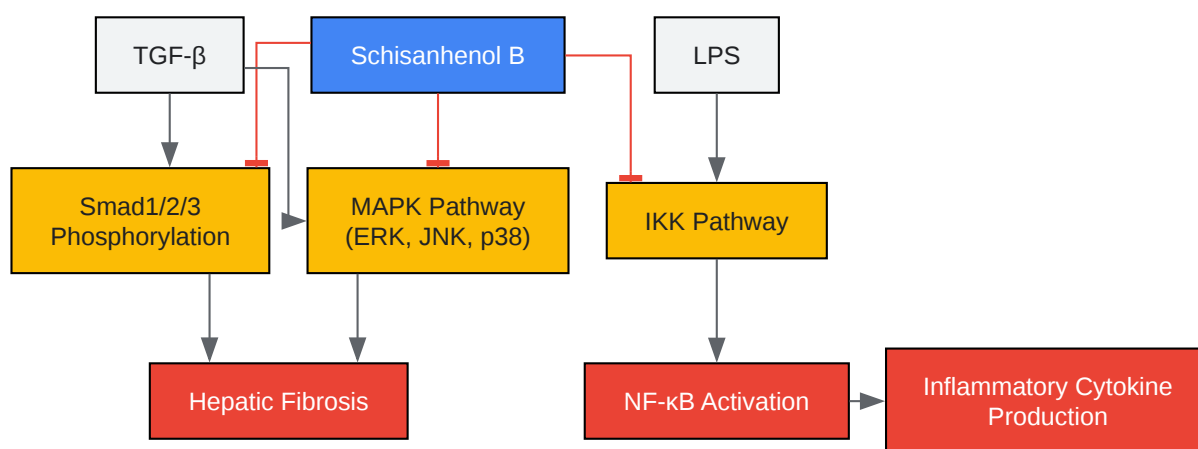 TGF-β
Schisanhenol B
LPS
Smad1/2/3
Phosphorylation
MAPK Pathway
(ERK, JNK, p38)
IKK Pathway
Hepatic Fibrosis
NF-κB Activation
Inflammatory Cytokine
Production